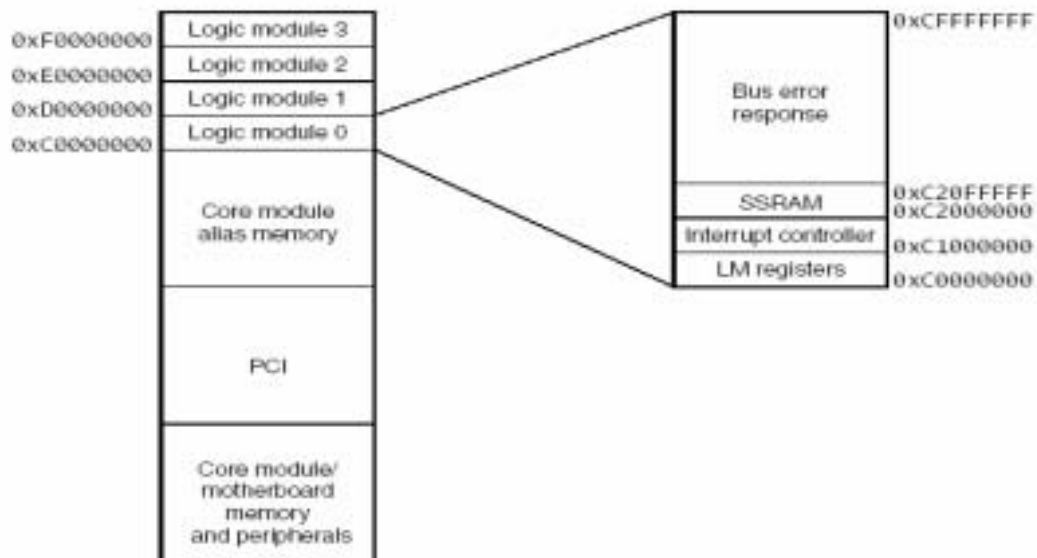 Logic module 3
0xF0000000
Logic module 2
0xE0000000
Logic module 1
0xD0000000
Logic module 0
0xC0000000
Core module
alias memory
PCI
Core module/
motherboard
memory
and peripherals
0xCFFFFFFF
Bus error
response
0xC20FFFFF
SSRAM
0xC2000000
Interrupt controller
0xC1000000
LM registers
0xC0000000